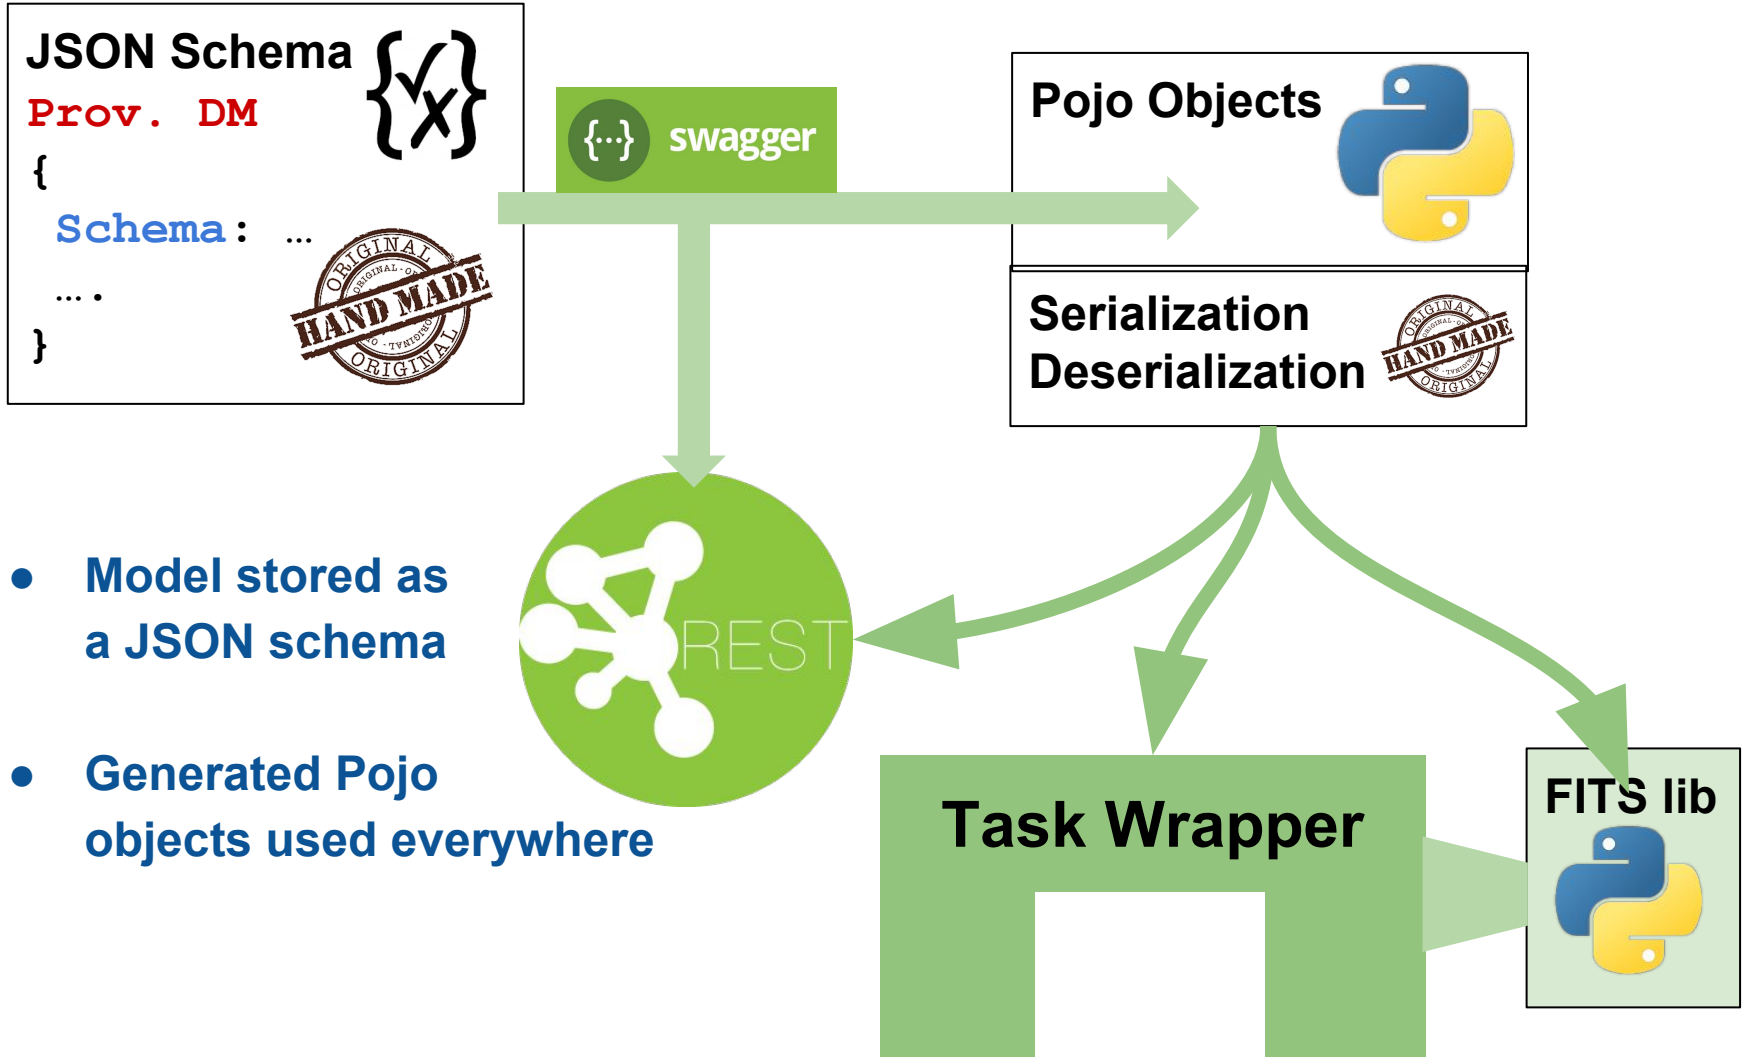 JSON Schema
Prov. DM
{
Schema: …
….
}
ORIGINAL
HAND MADE
ORIGINAL
{…} swagger
Pojo Objects
Serialization
Deserialization
ORIGINAL
HAND MADE
ORIGINAL
REST
● Model stored as
a JSON schema
● Generated Pojo
objects used everywhere
Task Wrapper
FITS lib